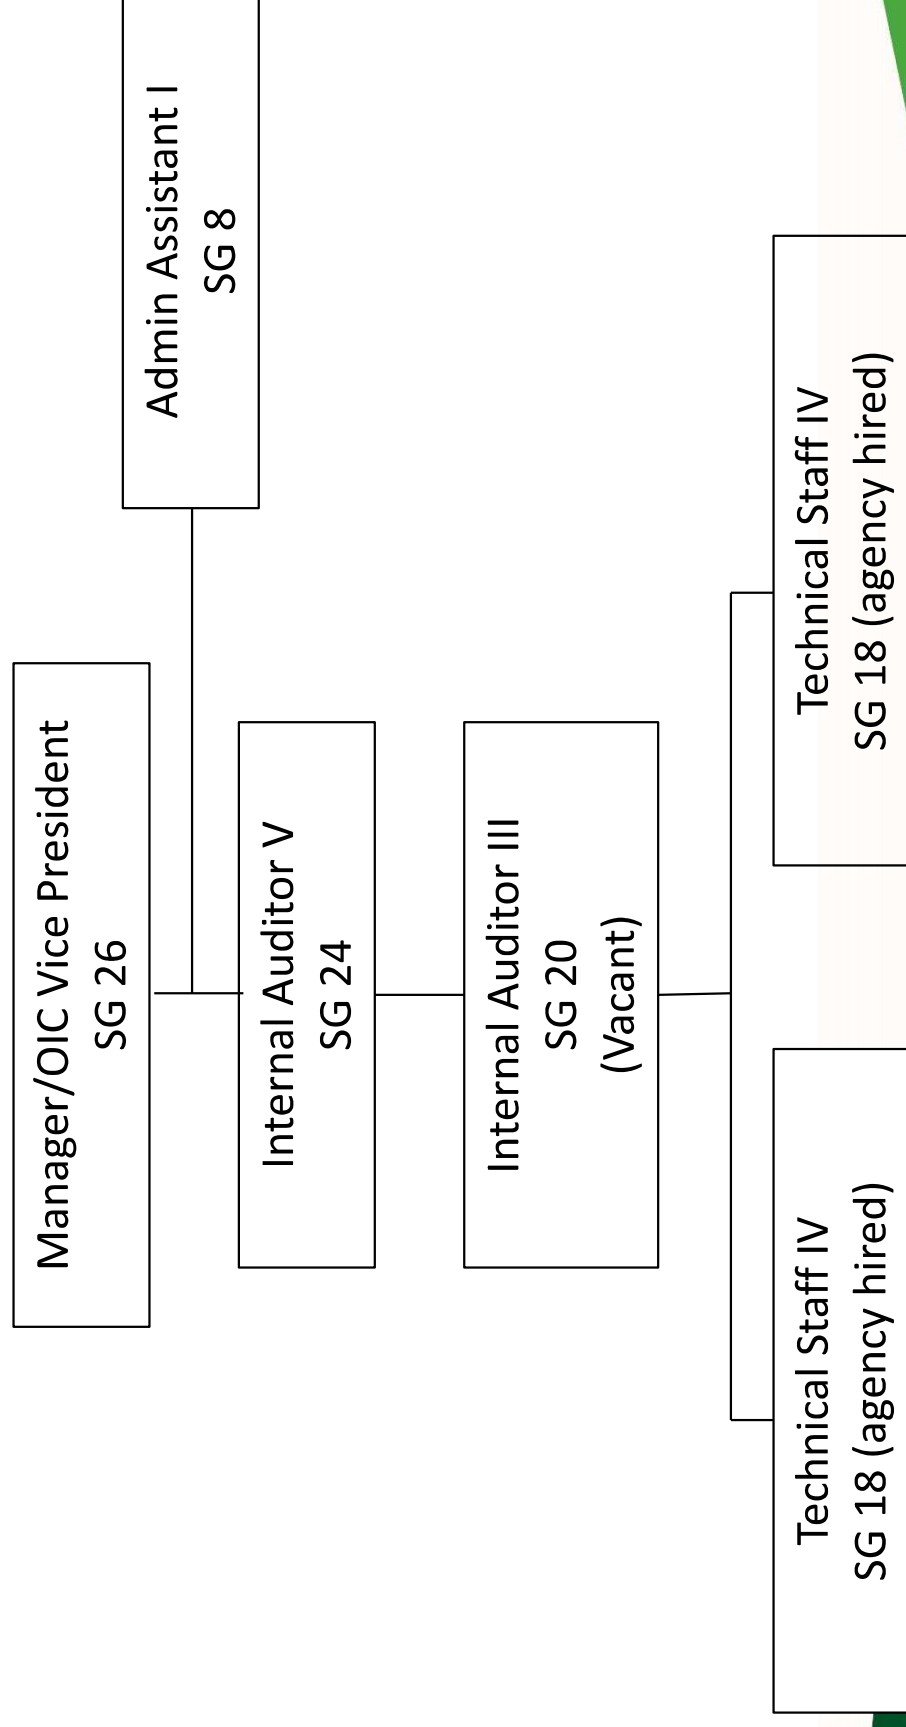 Manager/OIC Vice President
SG 26
Admin Assistant I
SG 8
Internal Auditor V
SG 24
Internal Auditor III
SG 20
(Vacant)
Technical Staff IV
SG 18 (agency hired)
Technical Staff IV
SG 18 (agency hired)